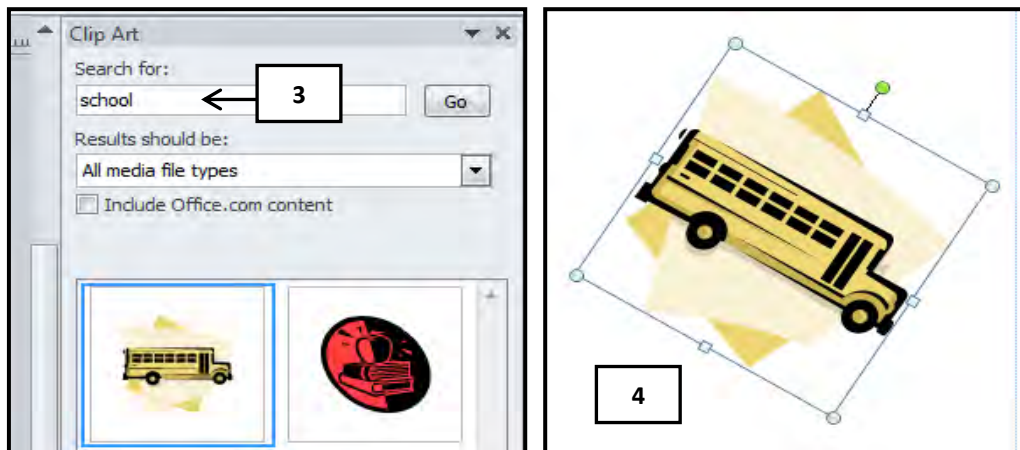 Clip Art
Search for:
school
3
Go
Results should be:
All media file types
Include Office.com content
4